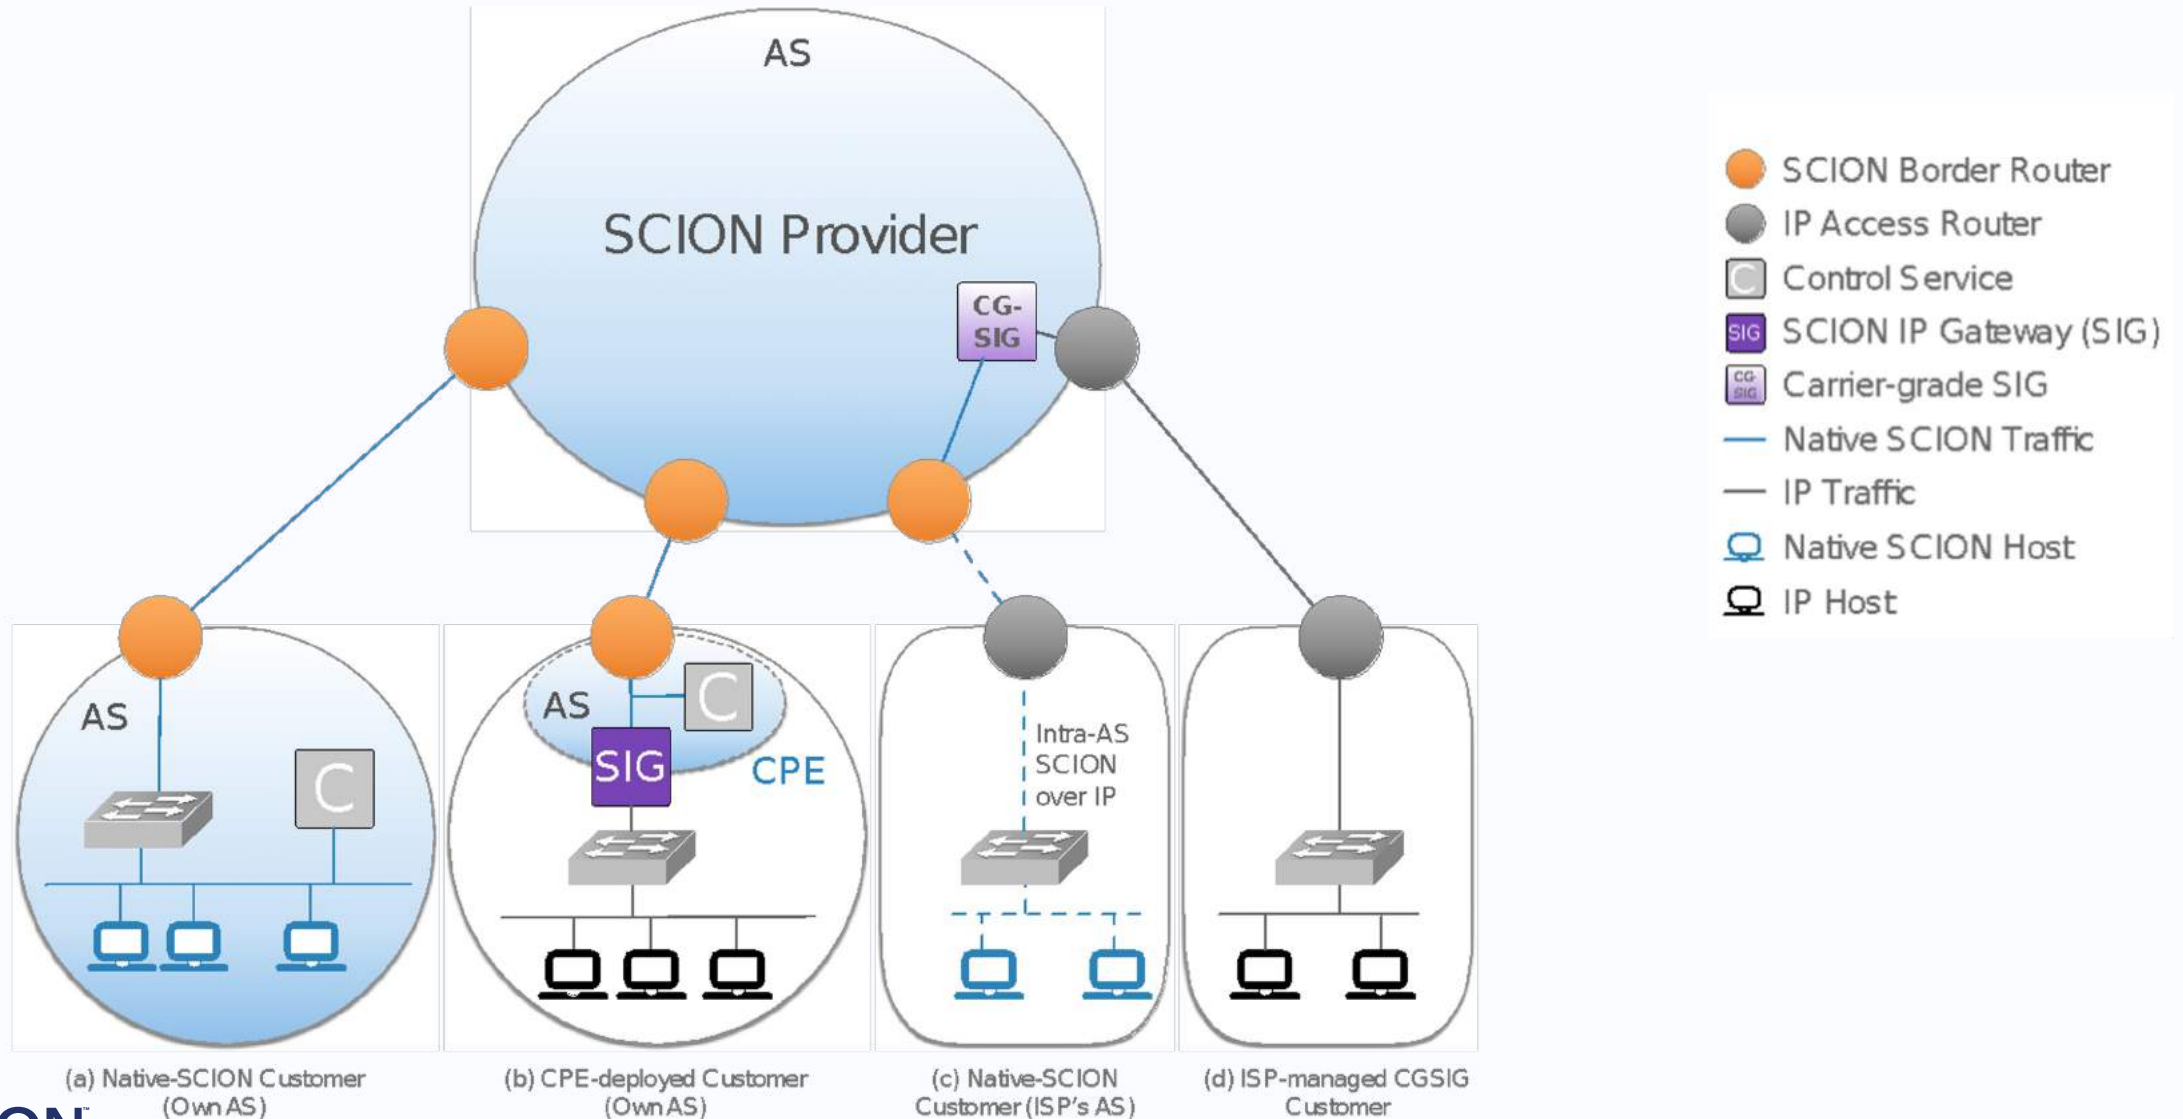 AS
SCION Provider
CG-
SIG
SCION Border Router
IP Access Router
C
Control Service
SIG
SCION IP Gateway (SIG)
CG-
SIG
Carrier-grade SIG
Native SCION Traffic
IP Traffic
Native SCION Host
IP Host
AS
C
AS
C
SIG
CPE
Intra-AS
SCION
over IP
(a) Native-SCION Customer
(Own AS)
(b) CPE-deployed Customer
(Own AS)
(c) Native-SCION
Customer (ISP's AS)
(d) ISP-managed CGSIG
Customer